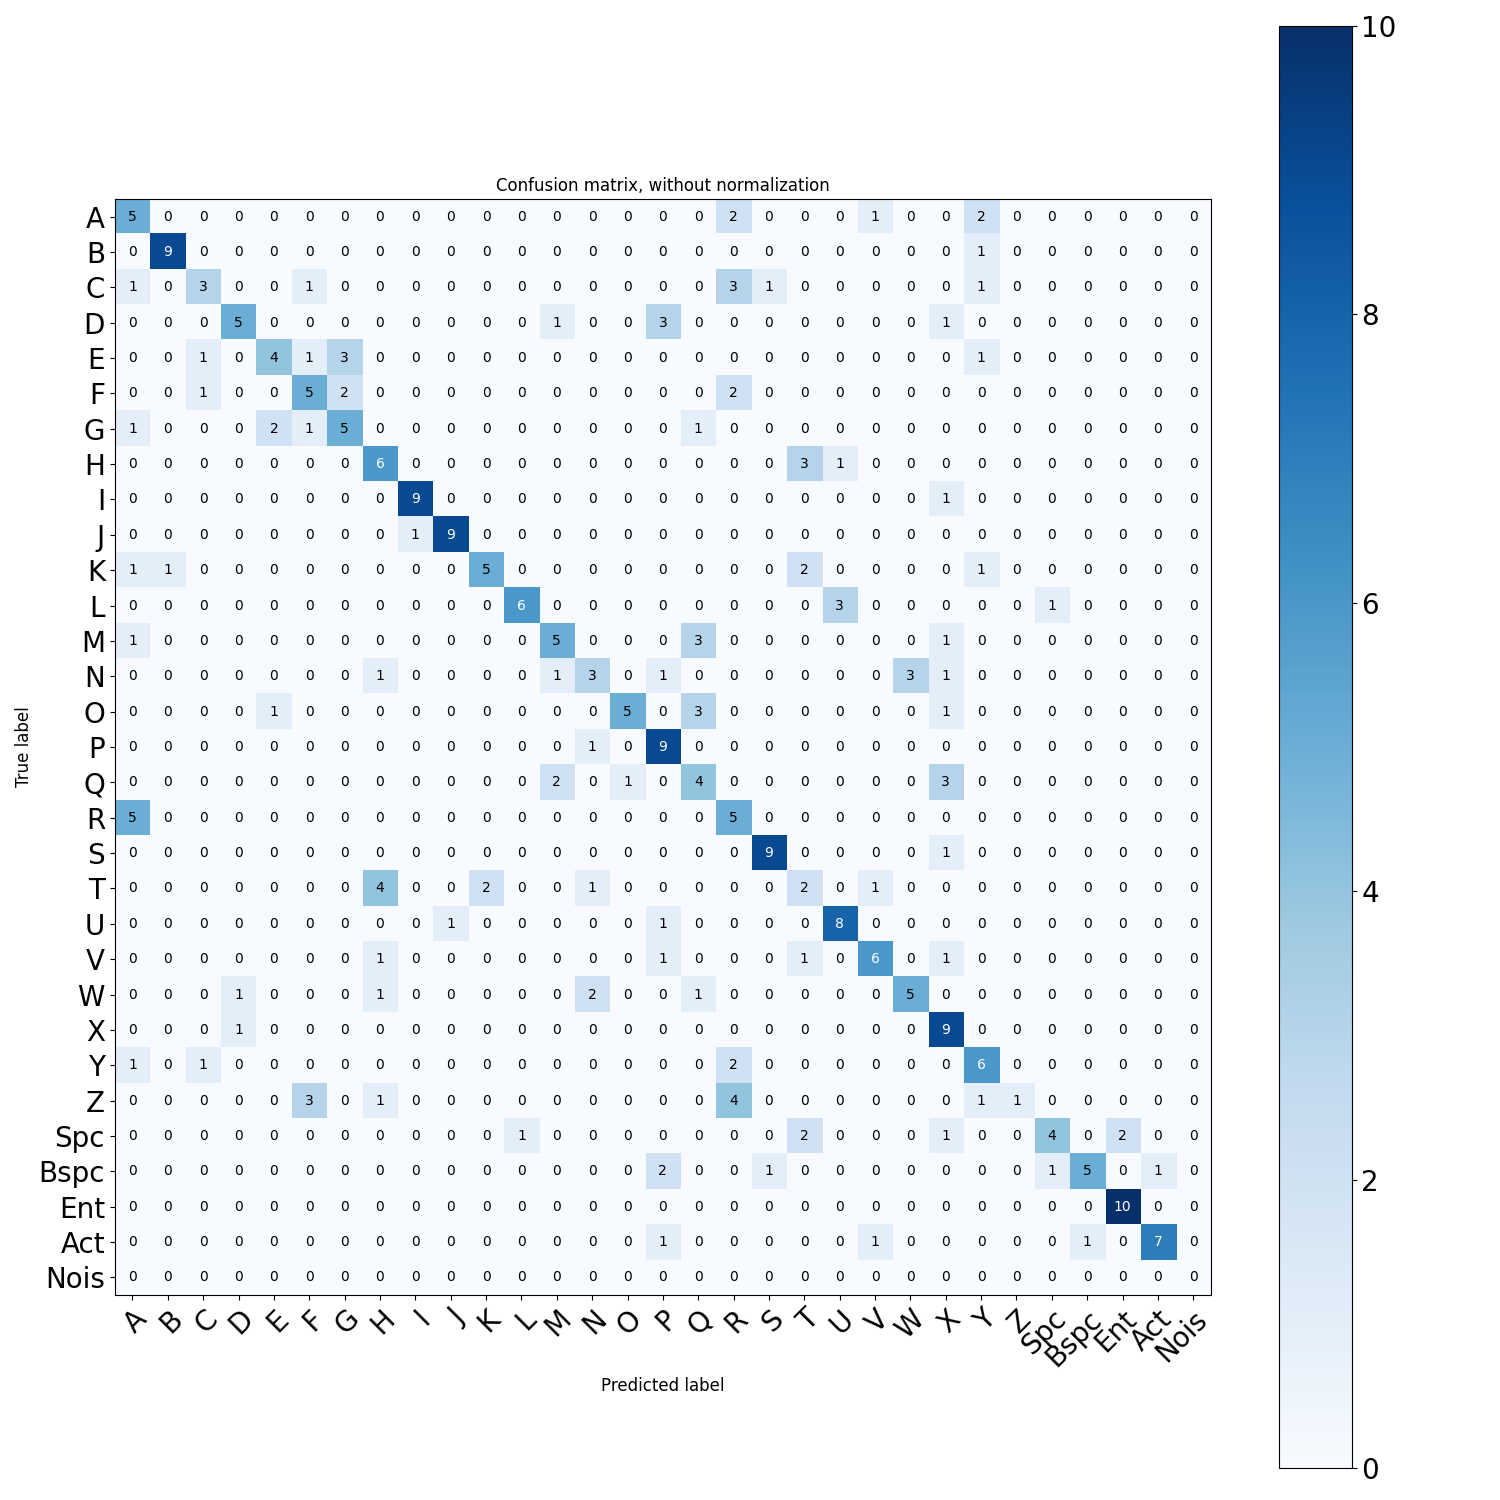 Confusion matrix, without normalization
True label
A 5 0 0 0 0 0 0 0 0 0 0 0 0 0 0 0 0 2 0 0 0 1 0 0 2 0 0 0 0 0 0
B 0 9 0 0 0 0 0 0 0 0 0 0 0 0 0 0 0 0 0 0 0 0 0 0 1 0 0 0 0 0 0
C 1 0 3 0 0 1 0 0 0 0 0 0 0 0 0 0 0 3 1 0 0 0 0 0 1 0 0 0 0 0 0
D 0 0 0 5 0 0 0 0 0 0 0 0 1 0 0 3 0 0 0 0 0 0 0 1 0 0 0 0 0 0 0
E 0 0 1 0 4 1 3 0 0 0 0 0 0 0 0 0 0 0 0 0 0 0 0 0 1 0 0 0 0 0 0
F 0 0 1 0 0 5 2 0 0 0 0 0 0 0 0 0 0 2 0 0 0 0 0 0 0 0 0 0 0 0 0
G 1 0 0 0 2 1 5 0 0 0 0 0 0 0 0 0 1 0 0 0 0 0 0 0 0 0 0 0 0 0 0
H 0 0 0 0 0 0 0 6 0 0 0 0 0 0 0 0 0 0 0 3 1 0 0 0 0 0 0 0 0 0 0
I 0 0 0 0 0 0 0 0 9 0 0 0 0 0 0 0 0 0 0 0 0 0 0 1 0 0 0 0 0 0 0
J 0 0 0 0 0 0 0 0 1 9 0 0 0 0 0 0 0 0 0 0 0 0 0 0 0 0 0 0 0 0 0
K 1 1 0 0 0 0 0 0 0 0 5 0 0 0 0 0 0 0 0 2 0 0 0 0 1 0 0 0 0 0 0
L 0 0 0 0 0 0 0 0 0 0 0 6 0 0 0 0 0 0 0 0 3 0 0 0 0 0 1 0 0 0 0
M 1 0 0 0 0 0 0 0 0 0 0 0 5 0 0 0 3 0 0 0 0 0 0 1 0 0 0 0 0 0 0
N 0 0 0 0 0 0 0 1 0 0 0 0 1 3 0 1 0 0 0 0 0 0 3 1 0 0 0 0 0 0 0
O 0 0 0 0 1 0 0 0 0 0 0 0 0 0 5 0 3 0 0 0 0 0 0 1 0 0 0 0 0 0 0
P 0 0 0 0 0 0 0 0 0 0 0 0 0 1 0 9 0 0 0 0 0 0 0 0 0 0 0 0 0 0 0
Q 0 0 0 0 0 0 0 0 0 0 0 0 2 0 1 0 4 0 0 0 0 0 0 3 0 0 0 0 0 0 0
R 5 0 0 0 0 0 0 0 0 0 0 0 0 0 0 0 0 5 0 0 0 0 0 0 0 0 0 0 0 0 0
S 0 0 0 0 0 0 0 0 0 0 0 0 0 0 0 0 0 0 9 0 0 0 0 1 0 0 0 0 0 0 0
T 0 0 0 0 0 0 0 4 0 0 2 0 0 1 0 0 0 0 0 2 0 1 0 0 0 0 0 0 0 0 0
U 0 0 0 0 0 0 0 0 0 1 0 0 0 0 0 1 0 0 0 0 8 0 0 0 0 0 0 0 0 0 0
V 0 0 0 0 0 0 0 1 0 0 0 0 0 0 0 1 0 0 0 1 0 6 0 1 0 0 0 0 0 0 0
W 0 0 0 1 0 0 0 1 0 0 0 0 0 2 0 0 1 0 0 0 0 0 5 0 0 0 0 0 0 0 0
X 0 0 0 1 0 0 0 0 0 0 0 0 0 0 0 0 0 0 0 0 0 0 0 9 0 0 0 0 0 0 0
Y 1 0 1 0 0 0 0 0 0 0 0 0 0 0 0 0 0 2 0 0 0 0 0 0 6 0 0 0 0 0 0
Z 0 0 0 0 0 3 0 1 0 0 0 0 0 0 0 0 0 4 0 0 0 0 0 0 1 1 0 0 0 0 0
Spc 0 0 0 0 0 0 0 0 0 0 0 1 0 0 0 0 0 0 0 2 0 0 0 1 0 0 4 0 2 0 0
Bspc 0 0 0 0 0 0 0 0 0 0 0 0 0 0 0 2 0 0 1 0 0 0 0 0 0 0 1 5 0 1 0
Ent 0 0 0 0 0 0 0 0 0 0 0 0 0 0 0 0 0 0 0 0 0 0 0 0 0 0 0 0 10 0 0
Act 0 0 0 0 0 0 0 0 0 0 0 0 0 0 0 1 0 0 0 0 0 1 0 0 0 0 0 1 0 7 0
Nois 0 0 0 0 0 0 0 0 0 0 0 0 0 0 0 0 0 0 0 0 0 0 0 0 0 0 0 0 0 0 0
A B C D E F G H I J K L M N O P Q R S T U V W X Y Z Spc Bspc Ent Act Nois
Predicted label
10
8
6
4
2
0